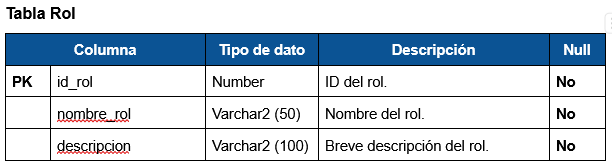 Tabla Rol
Columna Tipo de dato Descripción Null
PK id_rol Number ID del rol. No
nombre_rol Varchar2 (50) Nombre del rol. No
descripcion Varchar2 (100) Breve descripción del rol. No